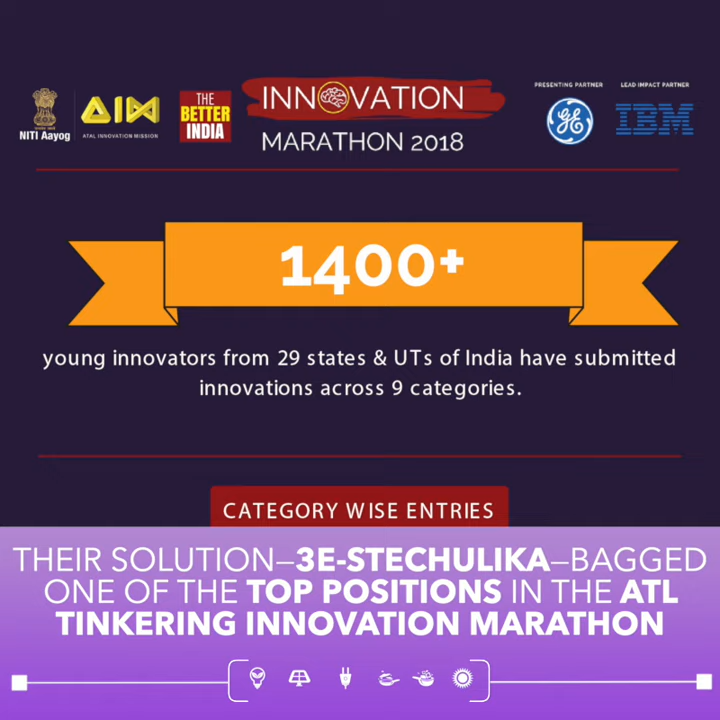 NITI Aayog
AIM
ATAL INNOVATION MISSION
THE
BETTER
INDIA
INNOVATION
MARATHON 2018
PRESENTING PARTNER
GE
LEAD IMPACT PARTNER
IBM
1400+
young innovators from 29 states & UTs of India have submitted
innovations across 9 categories.
CATEGORY WISE ENTRIES
THEIR SOLUTION–3E-STECHULIKA–BAGGED
ONE OF THE TOP POSITIONS IN THE ATL
TINKERING INNOVATION MARATHON